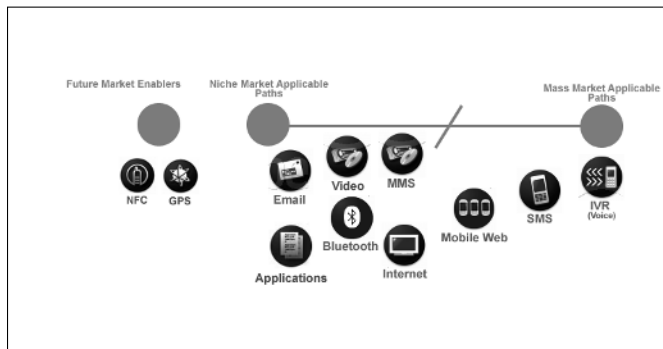 Future Market Enablers
Niche Market Applicable
Paths
Mass Market Applicable
Paths
NFC
GPS
Email
Video
MMS
Bluetooth
Applications
Internet
Mobile Web
SMS
IVR
(Voice)